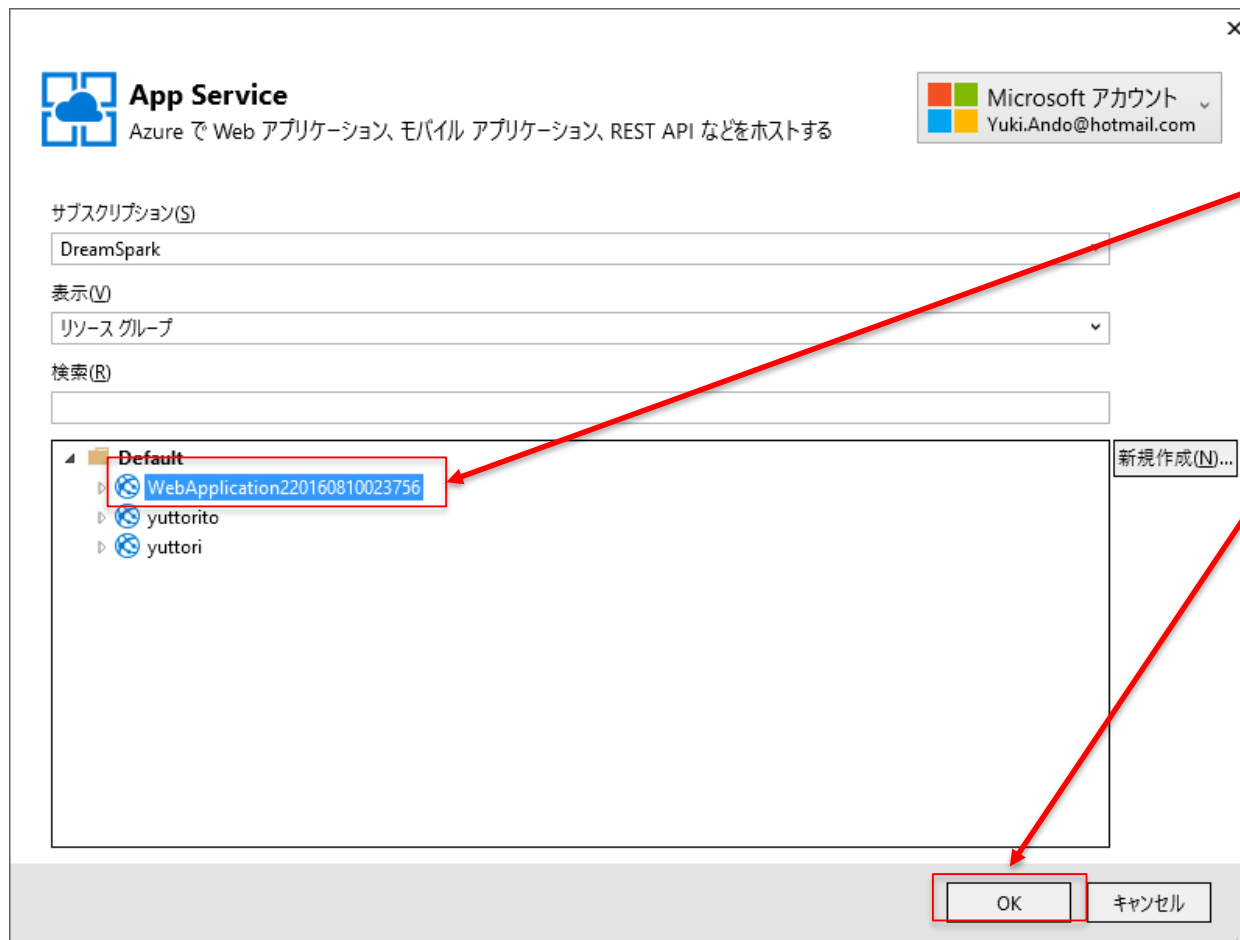 App Service
Azure で Web アプリケーション、モバイル アプリケーション、REST API などをホストする
Microsoft アカウント
Yuki.Ando@hotmail.com
サブスクリプション(S)
DreamSpark
表示(V)
リソース グループ
検索(R)
Default
新規作成(N)...
WebApplication220160810023756
yuttorito
yuttori
OK
キャンセル